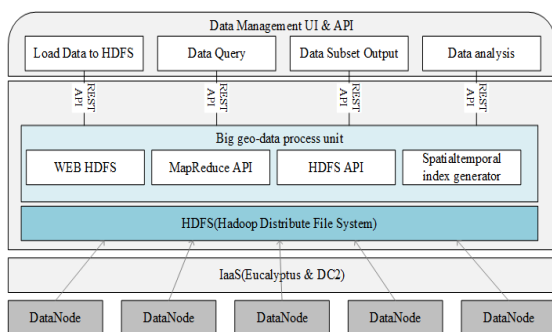 Data Management UI & API
Load Data to HDFS
Data Query
Data Subset Output
Data analysis
REST
API
REST
API
REST
API
REST
API
Big geo-data process unit
WEB HDFS
MapReduce API
HDFS API
Spatialtemporal
index generator
HDFS(Hadoop Distribute File System)
IaaS(Eucalyptus & DC2)
DataNode
DataNode
DataNode
DataNode
DataNode